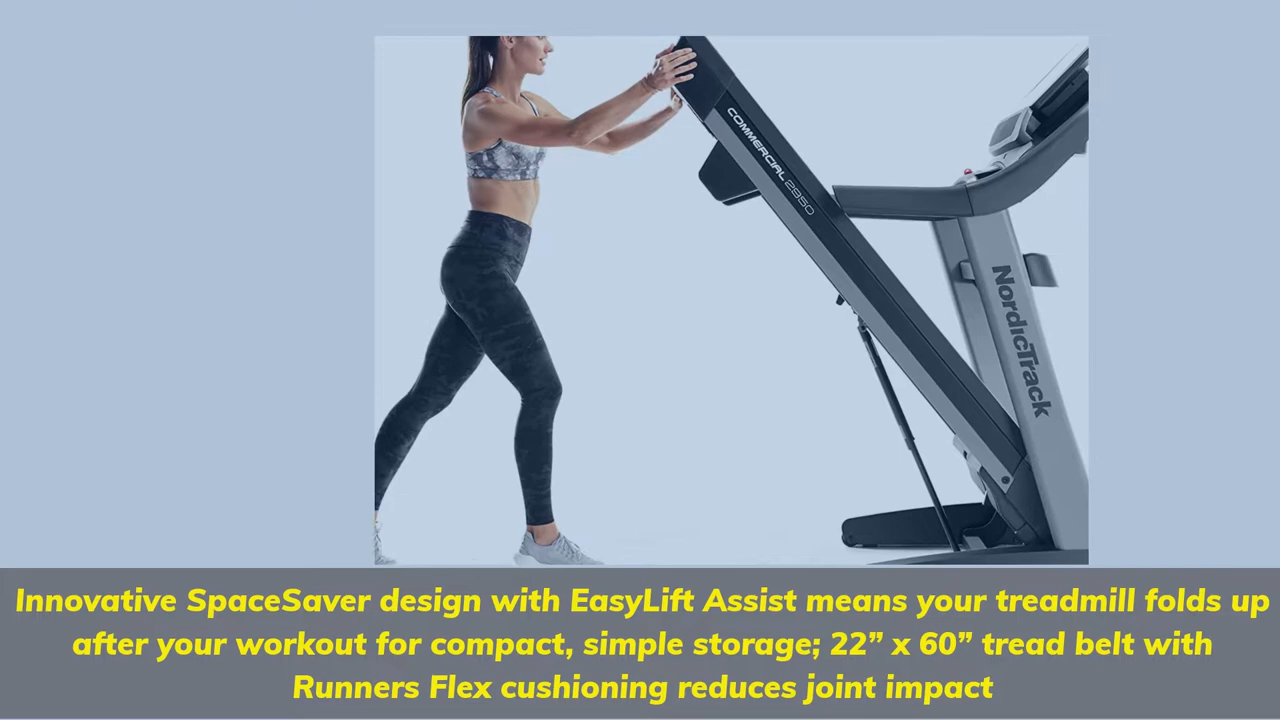 COMMERCIAL 2950
NordicTrack
Innovative SpaceSaver design with EasyLift Assist means your treadmill folds up
after your workout for compact, simple storage; 22” x 60” tread belt with
Runners Flex cushioning reduces joint impact